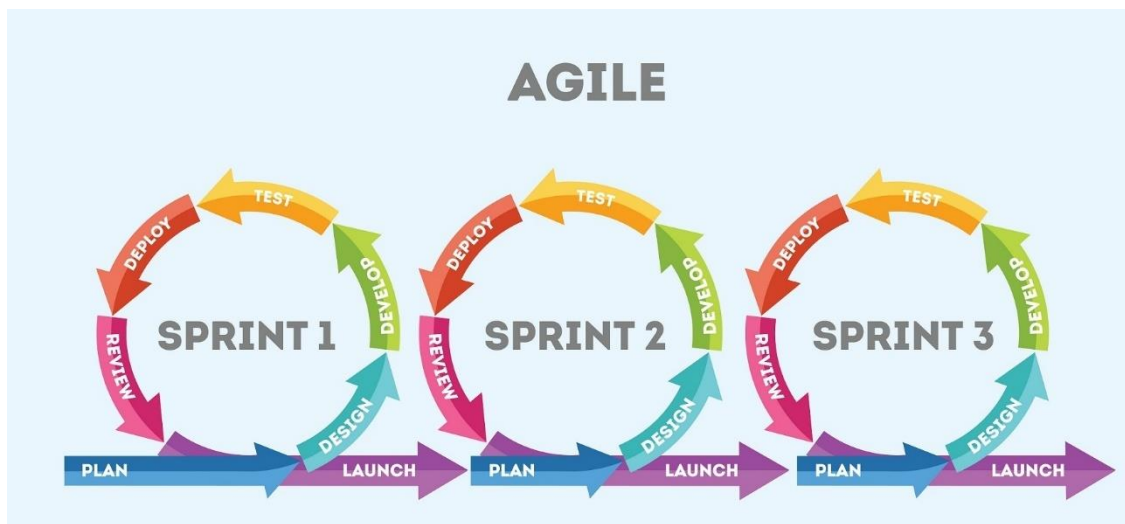 AGILE
SPRINT 1
PLAN
DESIGN
DEVELOP
TEST
DEPLOY
REVIEW
LAUNCH
SPRINT 2
PLAN
DESIGN
DEVELOP
TEST
DEPLOY
REVIEW
LAUNCH
SPRINT 3
PLAN
DESIGN
DEVELOP
TEST
DEPLOY
REVIEW
LAUNCH